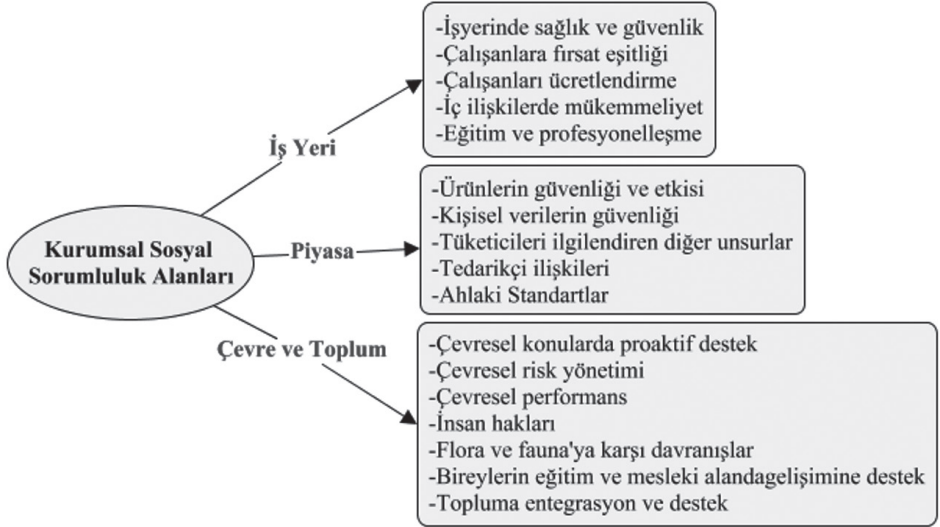 Kurumsal Sosyal
Sorumluluk Alanları
İş Yeri
-İşyerinde sağlık ve güvenlik
-Çalışanlara fırsat eşitliği
-Çalışanları ücretlendirme
-İç ilişkilerde mükemmeliyet
-Eğitim ve profesyonelleşme
Piyasa
-Ürünlerin güvenliği ve etkisi
-Kişisel verilerin güvenliği
-Tüketicileri ilgilendiren diğer unsurlar
-Tedarikçi ilişkileri
-Ahlaki Standartlar
Çevre ve Toplum
-Çevresel konularda proaktif destek
-Çevresel risk yönetimi
-Çevresel performans
-İnsan hakları
-Flora ve fauna'ya karşı davranışlar
-Bireylerin eğitim ve mesleki alandagelişimine destek
-Topluma entegrasyon ve destek